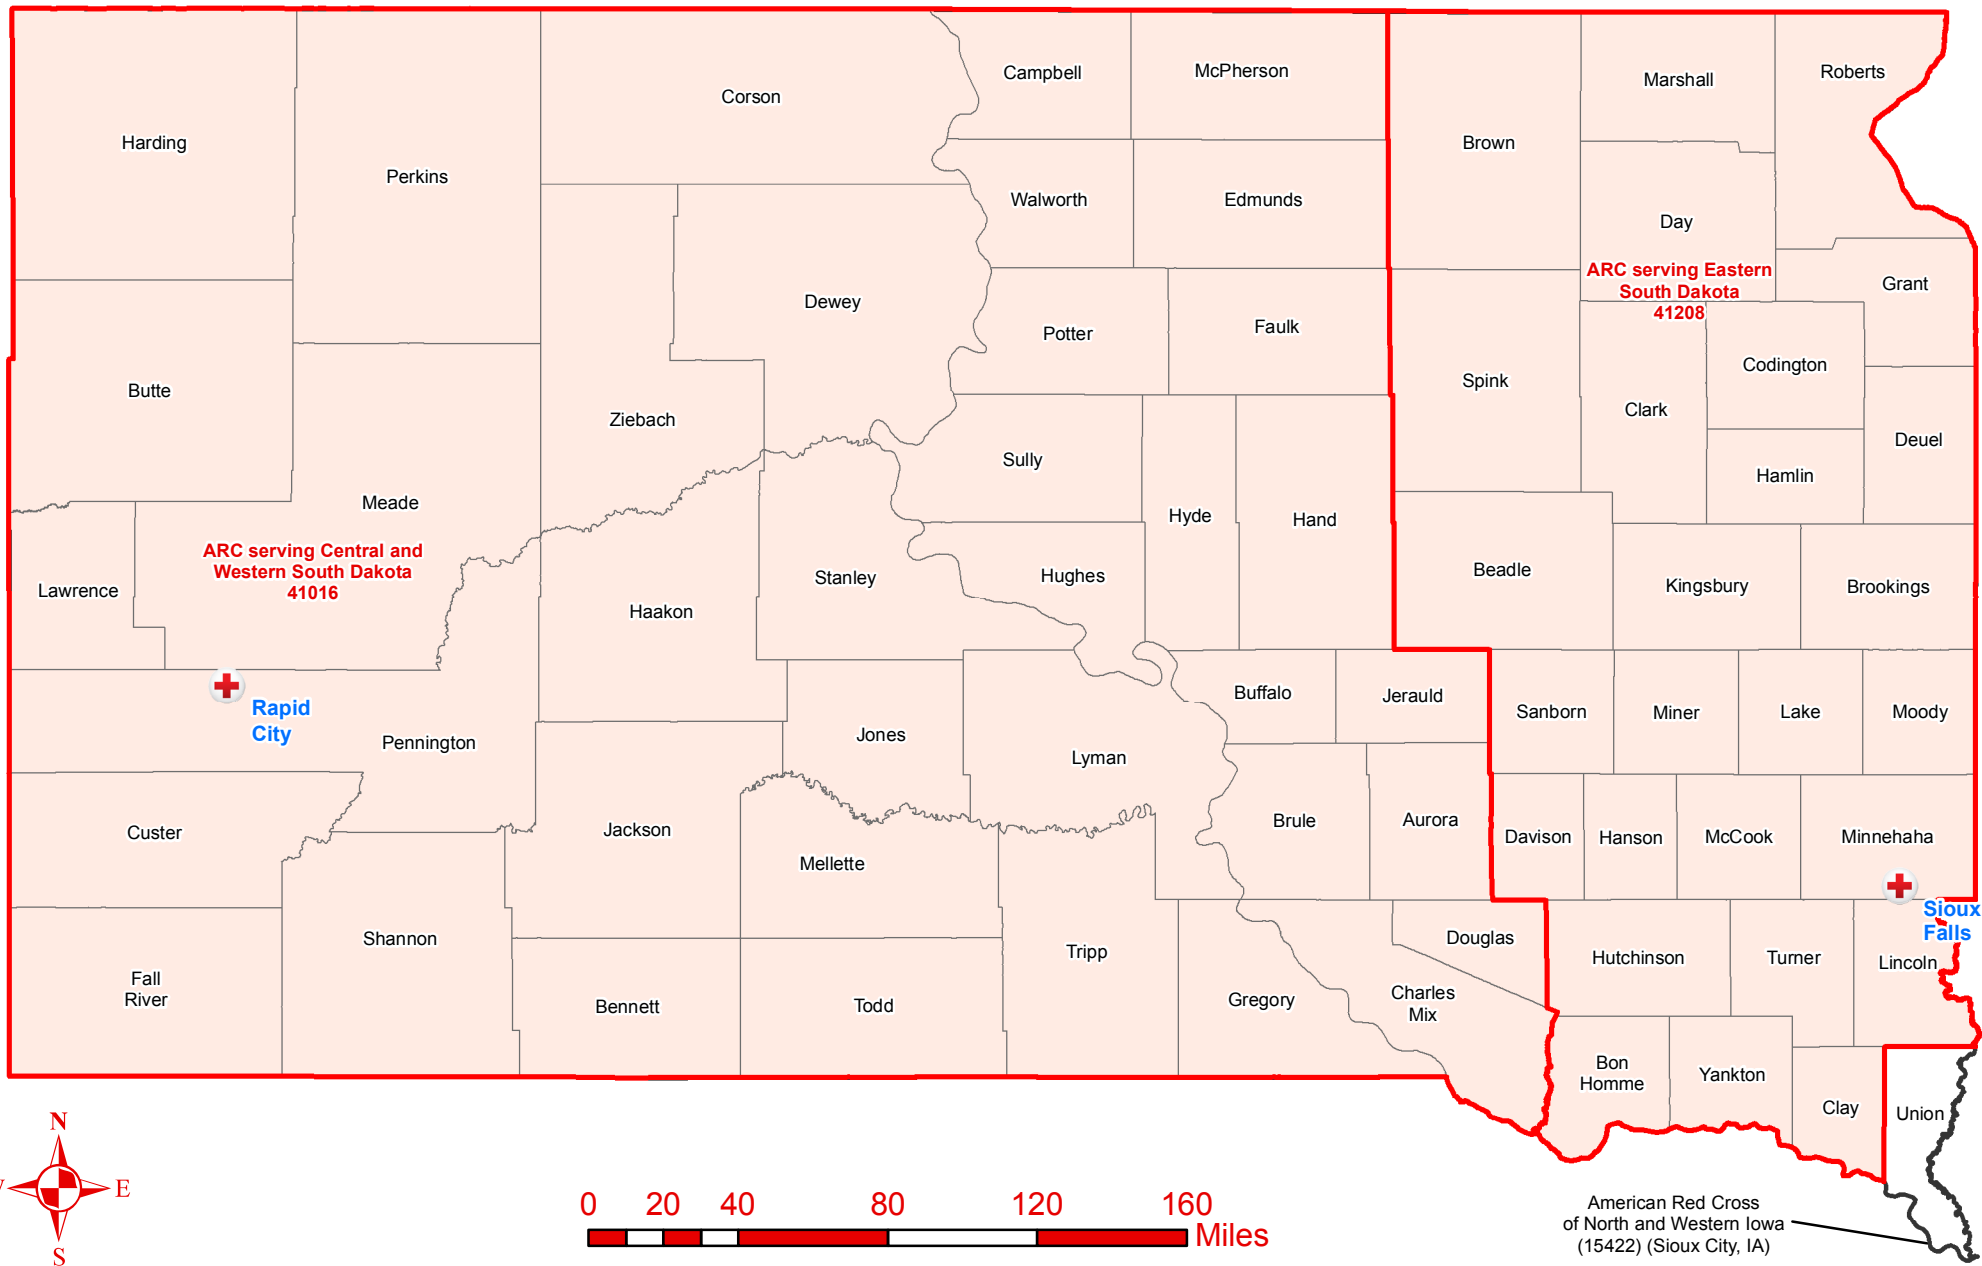 Campbell
McPherson
Marshall
Roberts
Corson
Harding
Brown
Perkins
Walworth
Edmunds
Day
ARC serving Eastern
South Dakota
41208
Grant
Dewey
Potter
Faulk
Codington
Spink
Butte
Clark
Ziebach
Deuel
Sully
Hamlin
Meade
Hyde
Hand
ARC serving Central and
Western South Dakota
41016
Lawrence
Stanley
Hughes
Beadle
Kingsbury
Brookings
Haakon
Rapid
City
Buffalo
Jerauld
Sanborn
Miner
Lake
Moody
Pennington
Jones
Lyman
Custer
Jackson
Mellette
Brule
Aurora
Davison
Hanson
McCook
Minnehaha
Sioux
Falls
Shannon
Tripp
Douglas
Hutchinson
Turner
Lincoln
Fall
River
Bennett
Todd
Gregory
Charles
Mix
Bon
Homme
Yankton
Clay
Union
N
E
S
0 20 40 80 120 160
Miles
American Red Cross
of North and Western Iowa
(15422) (Sioux City, IA)